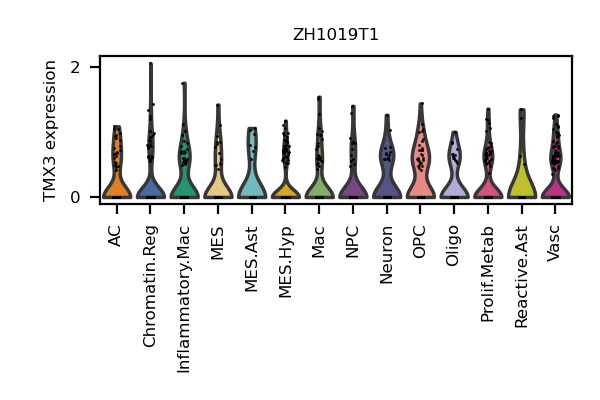 ZH1019T1
TMX3 expression
2
0
AC
Chromatin.Reg
Inflammatory.Mac
MES
MES.Ast
MES.Hyp
Mac
NPC
Neuron
OPC
Oligo
Prolif.Metab
Reactive.Ast
Vasc